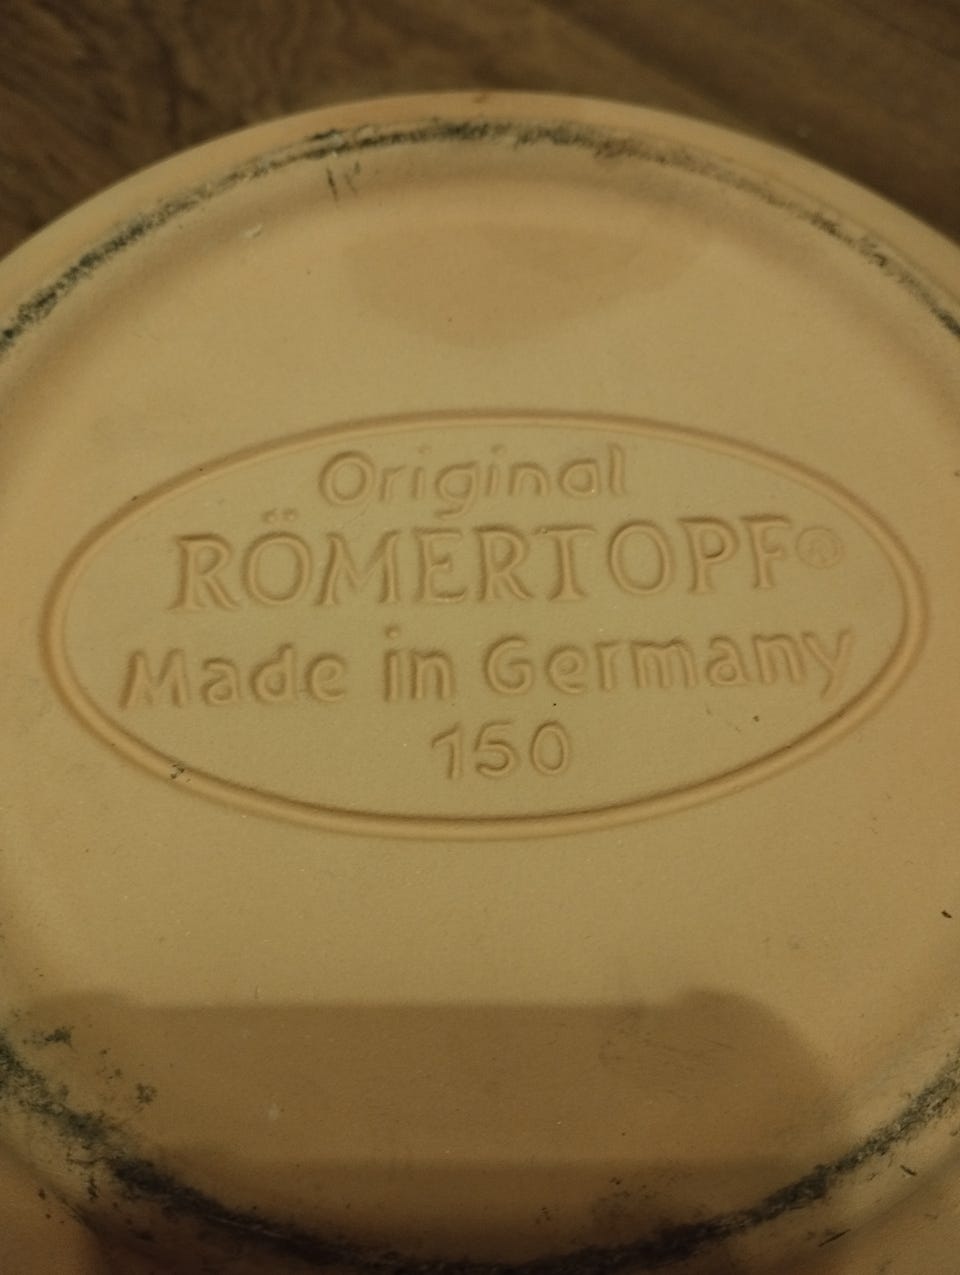 Original
RÖMERTOPF®
Made in Germany
150